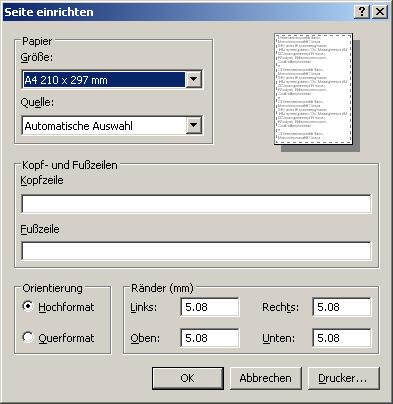 Seite einrichten
Papier
Größe:
A4 210 x 297 mm
Quelle:
Automatische Auswahl
Kopf- und Fußzeilen
Kopfzeile
Fußzeile
Orientierung
Hochformat
Querformat
Ränder (mm)
Links: 5.08 Rechts: 5.08
Oben: 5.08 Unten: 5.08
OK Abbrechen Drucker...